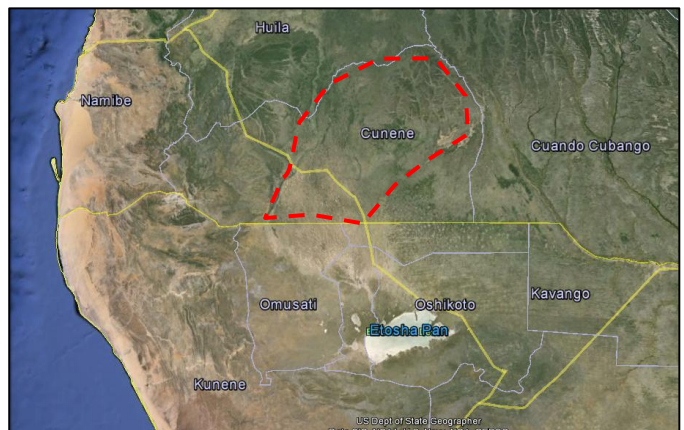 Huila
Namibe
Cunene
Cuando Cubango
Omusati
Oshikoto
Kavango
Etosha Pan
Kunene
US Dept of State Geographer